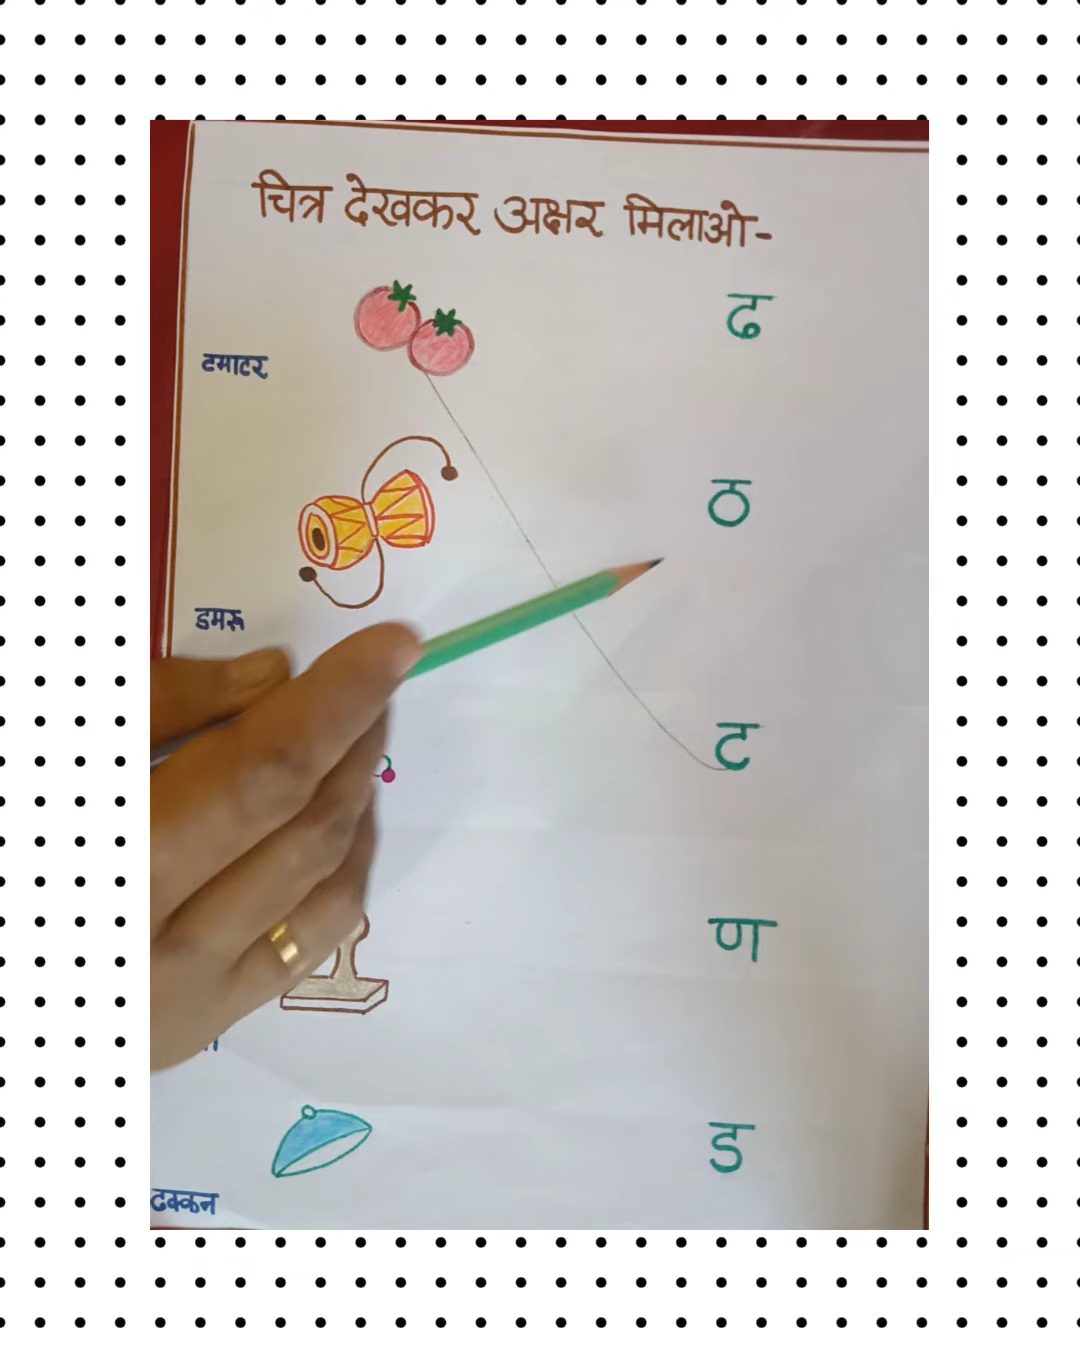 चित्र देखकर अक्षर मिलाओ-
ढ
टमाटर
ठ
डमरू
ट
ण
ड
ढक्कन